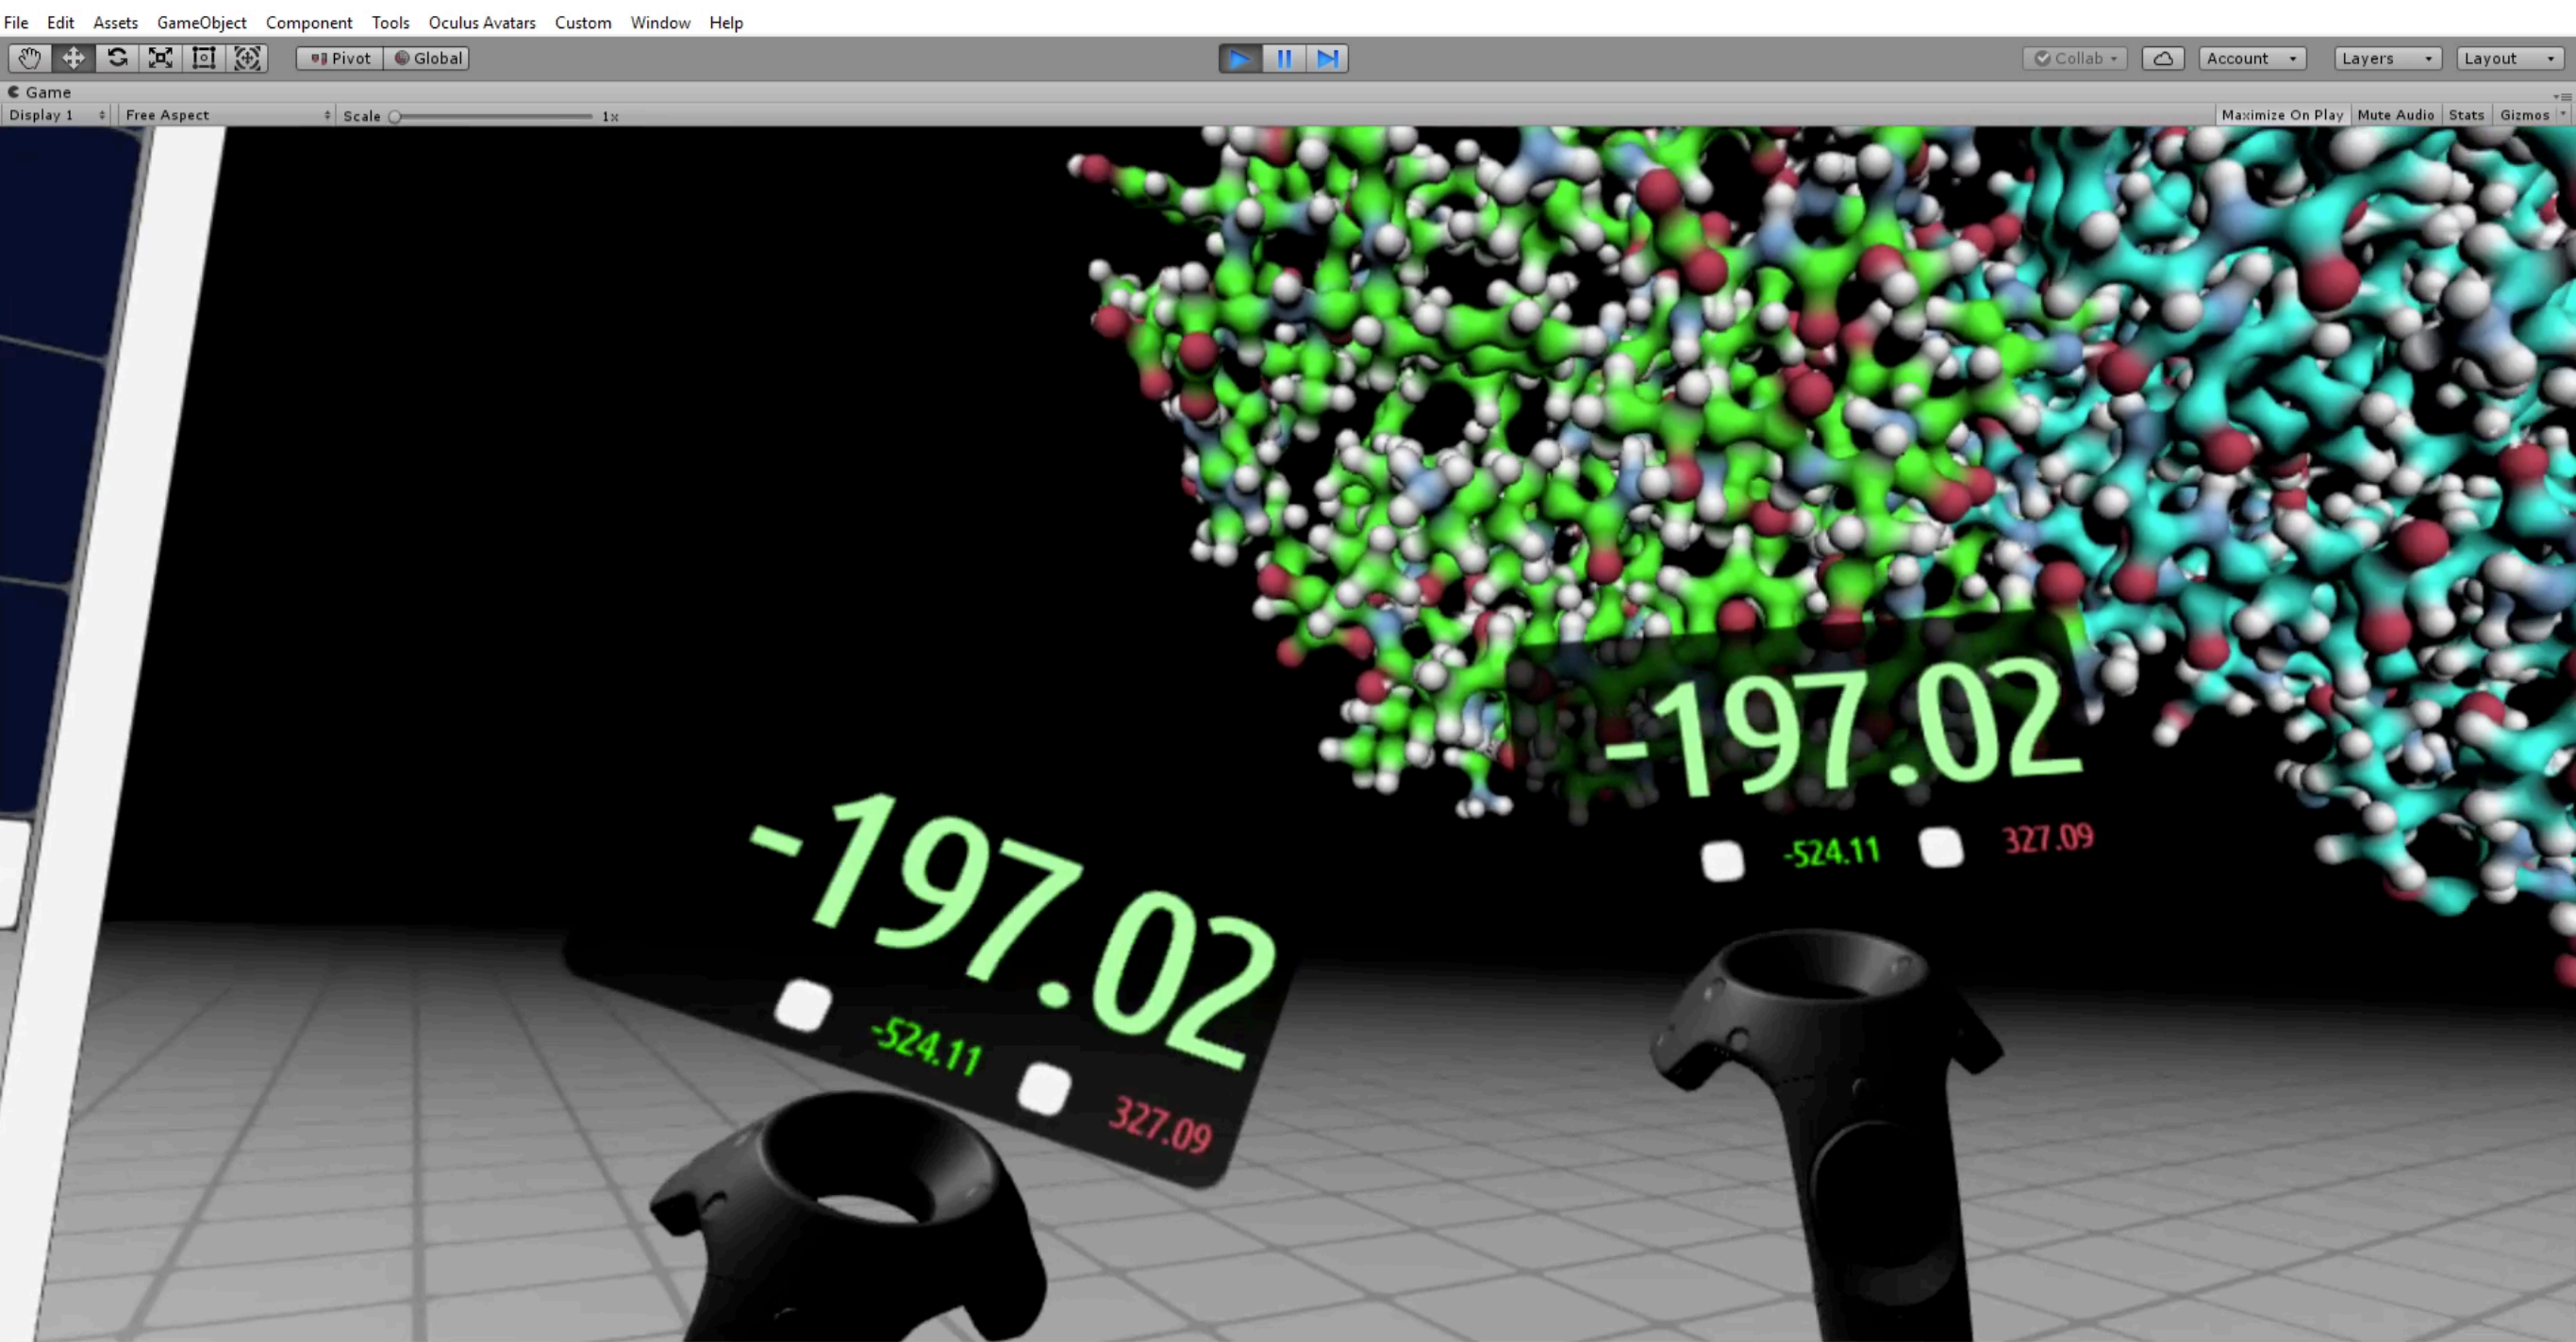 File Edit Assets GameObject Component Tools Oculus Avatars Custom Window Help
Pivot Global Collab Account Layers Layout
Game
Display 1 Free Aspect Scale 1x Maximize On Play Mute Audio Stats Gizmos
-197.02
-524.11 327.09
-197.02
-524.11 327.09